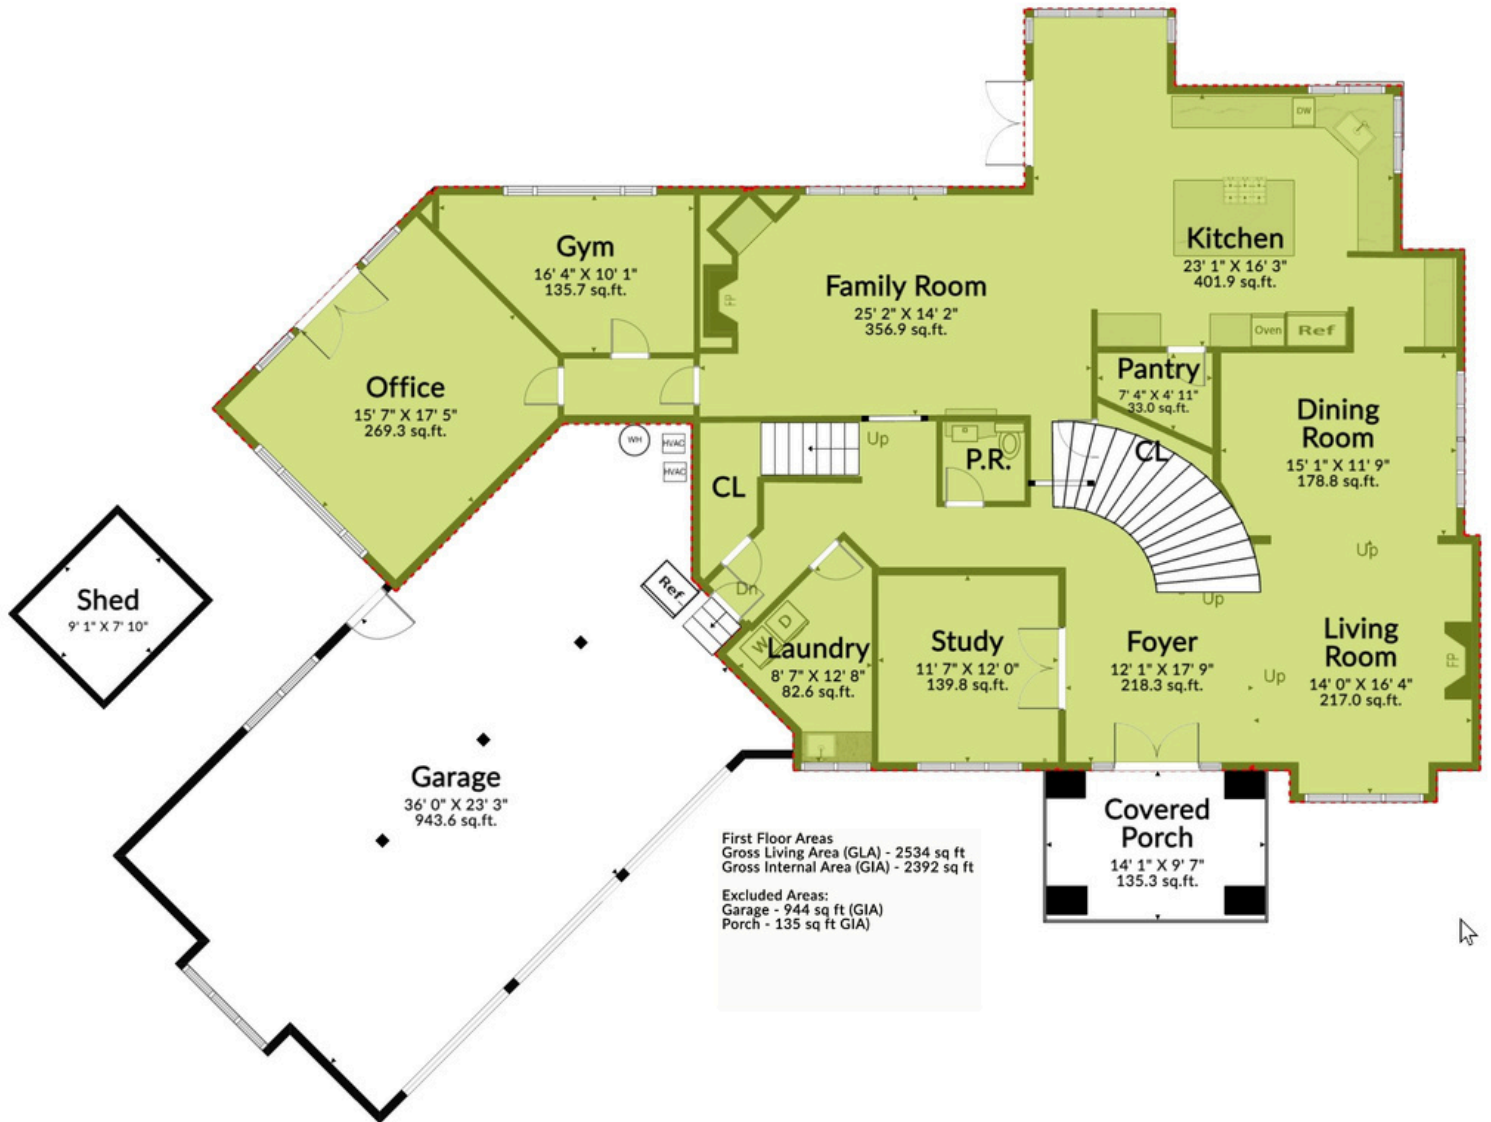 DW
Gym
16' 4" X 10' 1"
135.7 sq.ft.
Kitchen
23' 1" X 16' 3"
401.9 sq.ft.
Family Room
25' 2" X 14' 2"
356.9 sq.ft.
FP
Oven
Ref
Office
15' 7" X 17' 5"
269.3 sq.ft.
Pantry
7' 4" X 4' 11"
33.0 sq.ft.
Dining
Room
15' 1" X 11' 9"
178.8 sq.ft.
WH
HVAC
HVAC
Up
CL
P.R.
CL
Up
Shed
9' 1" X 7' 10"
Ref
Dn
Up
W
D
Laundry
8' 7" X 12' 8"
82.6 sq.ft.
Study
11' 7" X 12' 0"
139.8 sq.ft.
Foyer
12' 1" X 17' 9"
218.3 sq.ft.
Up
Living
Room
14' 0" X 16' 4"
217.0 sq.ft.
FP
Garage
36' 0" X 23' 3"
943.6 sq.ft.
Covered
Porch
14' 1" X 9' 7"
135.3 sq.ft.
First Floor Areas
Gross Living Area (GLA) - 2534 sq ft
Gross Internal Area (GIA) - 2392 sq ft
Excluded Areas:
Garage - 944 sq ft (GIA)
Porch - 135 sq ft GIA)